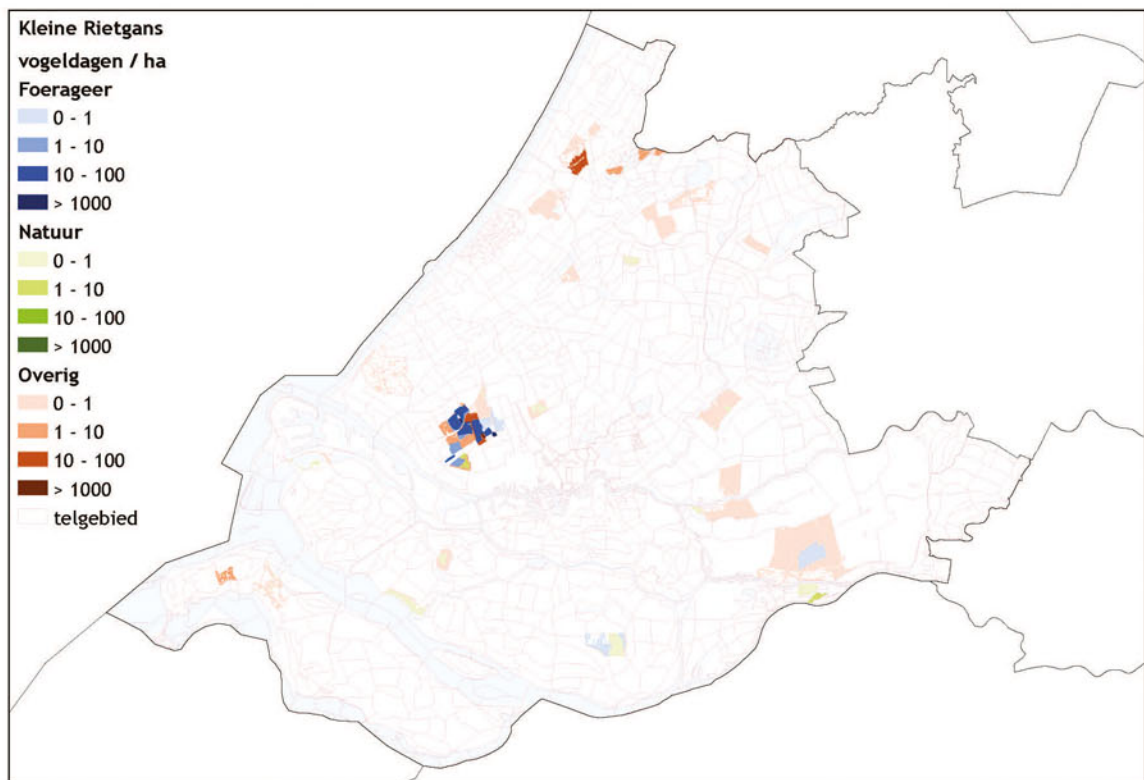 Kleine Rietgans
vogeldagen / ha
Foerageer
0 - 1
1 - 10
10 - 100
> 1000
Natuur
0 - 1
1 - 10
10 - 100
> 1000
Overig
0 - 1
1 - 10
10 - 100
> 1000
telgebied